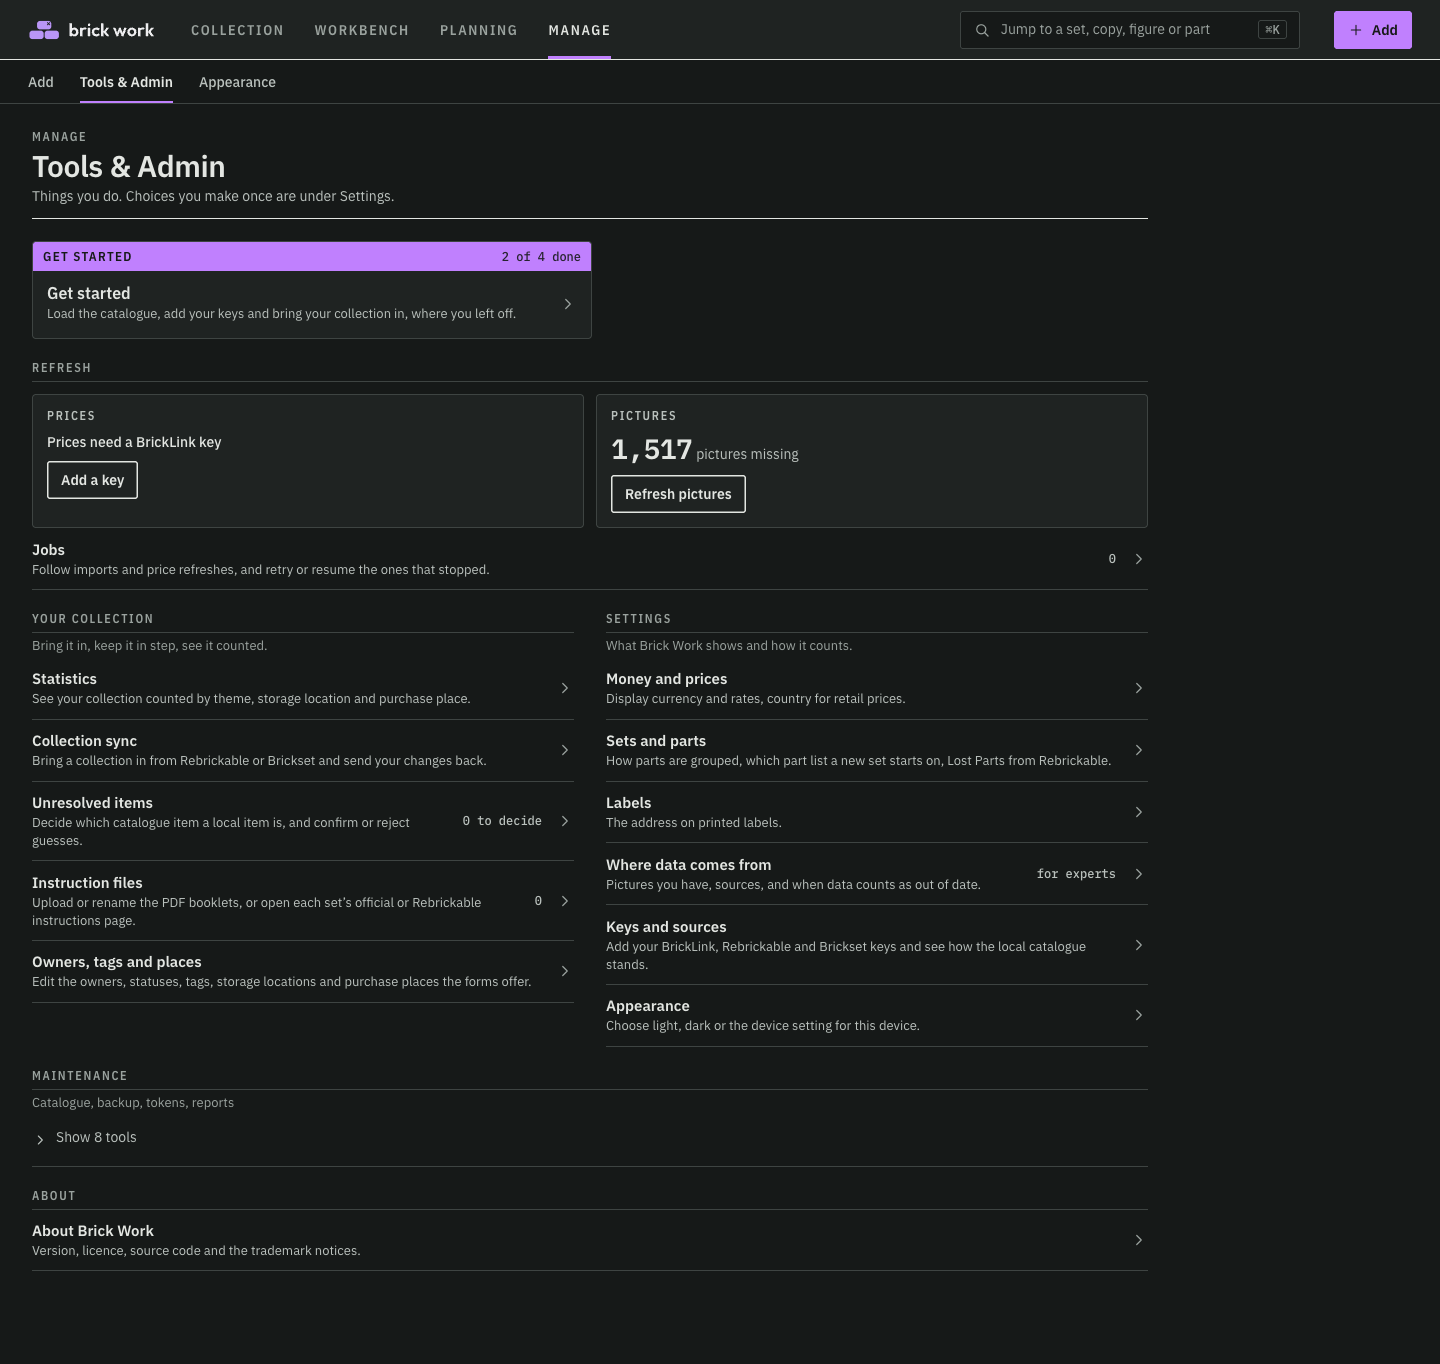 brick work
COLLECTION
WORKBENCH
PLANNING
MANAGE
Jump to a set, copy, figure or part
⌘K
+ Add
Add
Tools & Admin
Appearance
MANAGE
Tools & Admin
Things you do. Choices you make once are under Settings.
GET STARTED
2 of 4 done
Get started
Load the catalogue, add your keys and bring your collection in, where you left off.
REFRESH
PRICES
Prices need a BrickLink key
Add a key
PICTURES
1,517 pictures missing
Refresh pictures
Jobs
Follow imports and price refreshes, and retry or resume the ones that stopped.
0
YOUR COLLECTION
Bring it in, keep it in step, see it counted.
Statistics
See your collection counted by theme, storage location and purchase place.
Collection sync
Bring a collection in from Rebrickable or Brickset and send your changes back.
Unresolved items
Decide which catalogue item a local item is, and confirm or reject
guesses.
0 to decide
Instruction files
Upload or rename the PDF booklets, or open each set’s official or Rebrickable
instructions page.
0
Owners, tags and places
Edit the owners, statuses, tags, storage locations and purchase places the forms offer.
SETTINGS
What Brick Work shows and how it counts.
Money and prices
Display currency and rates, country for retail prices.
Sets and parts
How parts are grouped, which part list a new set starts on, Lost Parts from Rebrickable.
Labels
The address on printed labels.
Where data comes from
Pictures you have, sources, and when data counts as out of date.
for experts
Keys and sources
Add your BrickLink, Rebrickable and Brickset keys and see how the local catalogue
stands.
Appearance
Choose light, dark or the device setting for this device.
MAINTENANCE
Catalogue, backup, tokens, reports
Show 8 tools
ABOUT
About Brick Work
Version, licence, source code and the trademark notices.